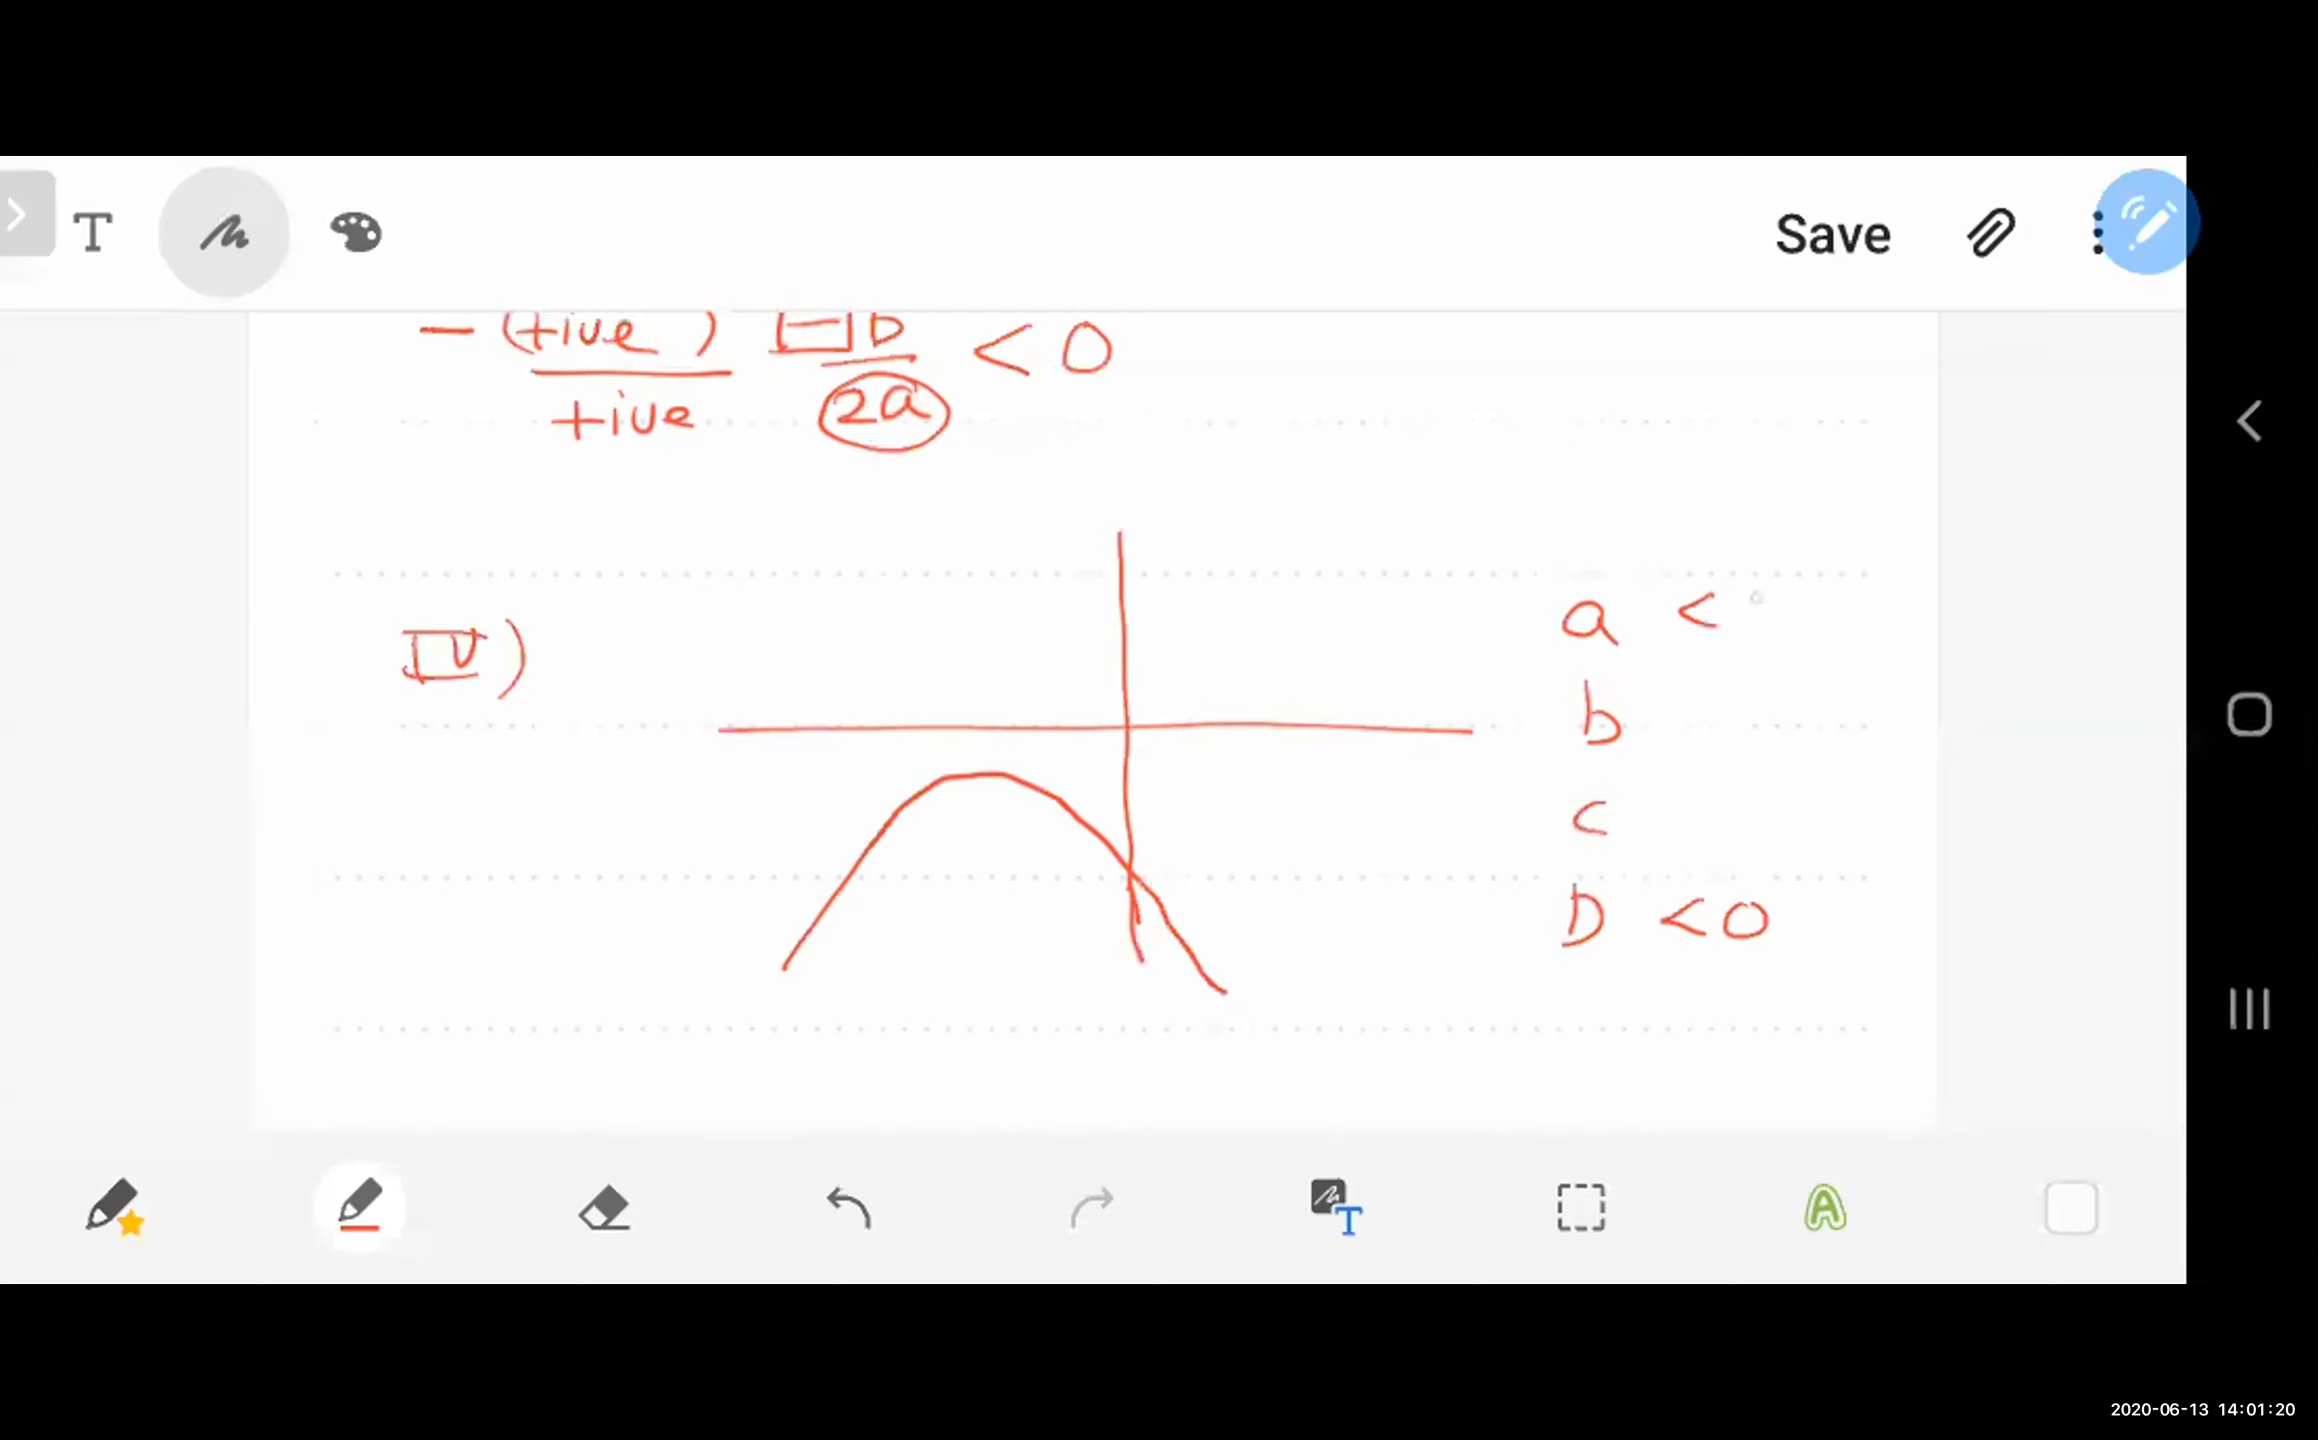 T Save
- (+ive) - D < 0
+ive 2a
IV)
a <
b
c
D < 0
A
2020-06-13 14:01:20